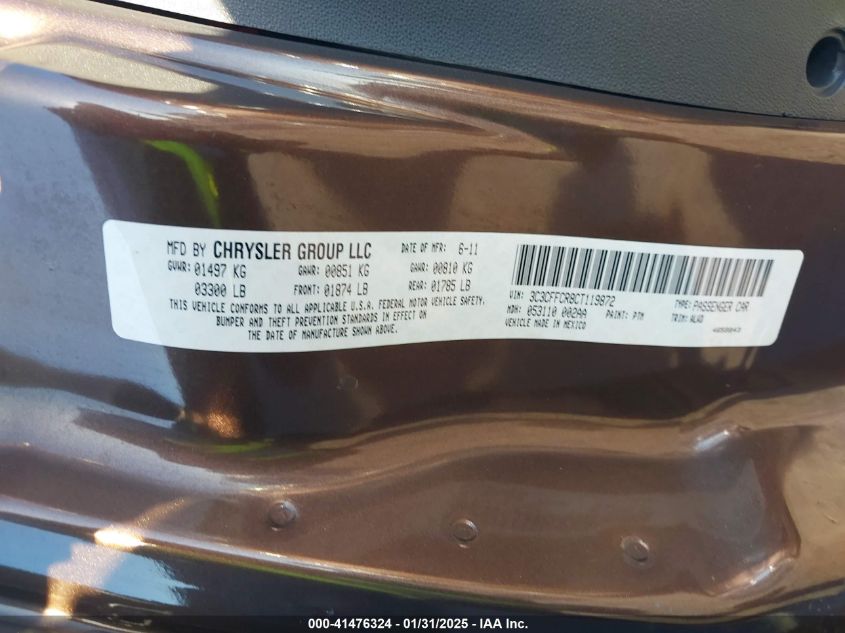 MFD BY CHRYSLER GROUP LLC DATE OF MFR: 6-11
GVWR: 01497 KG GAWR: 00851 KG GAWR: 00810 KG
03300 LB FRONT: 01874 LB REAR: 01785 LB
THIS VEHICLE CONFORMS TO ALL APPLICABLE U.S.A. FEDERAL MOTOR VEHICLE SAFETY,
BUMPER AND THEFT PREVENTION STANDARDS IN EFFECT ON
THE DATE OF MANUFACTURE SHOWN ABOVE.
VIN: 3C3CFFCR8CT119872 TYPE: PASSENGER CAR
MDH: 053110 002AA PAINT: PTM TRIM: ALWD
VEHICLE MADE IN MEXICO
000-41476324 - 01/31/2025 - IAA Inc.